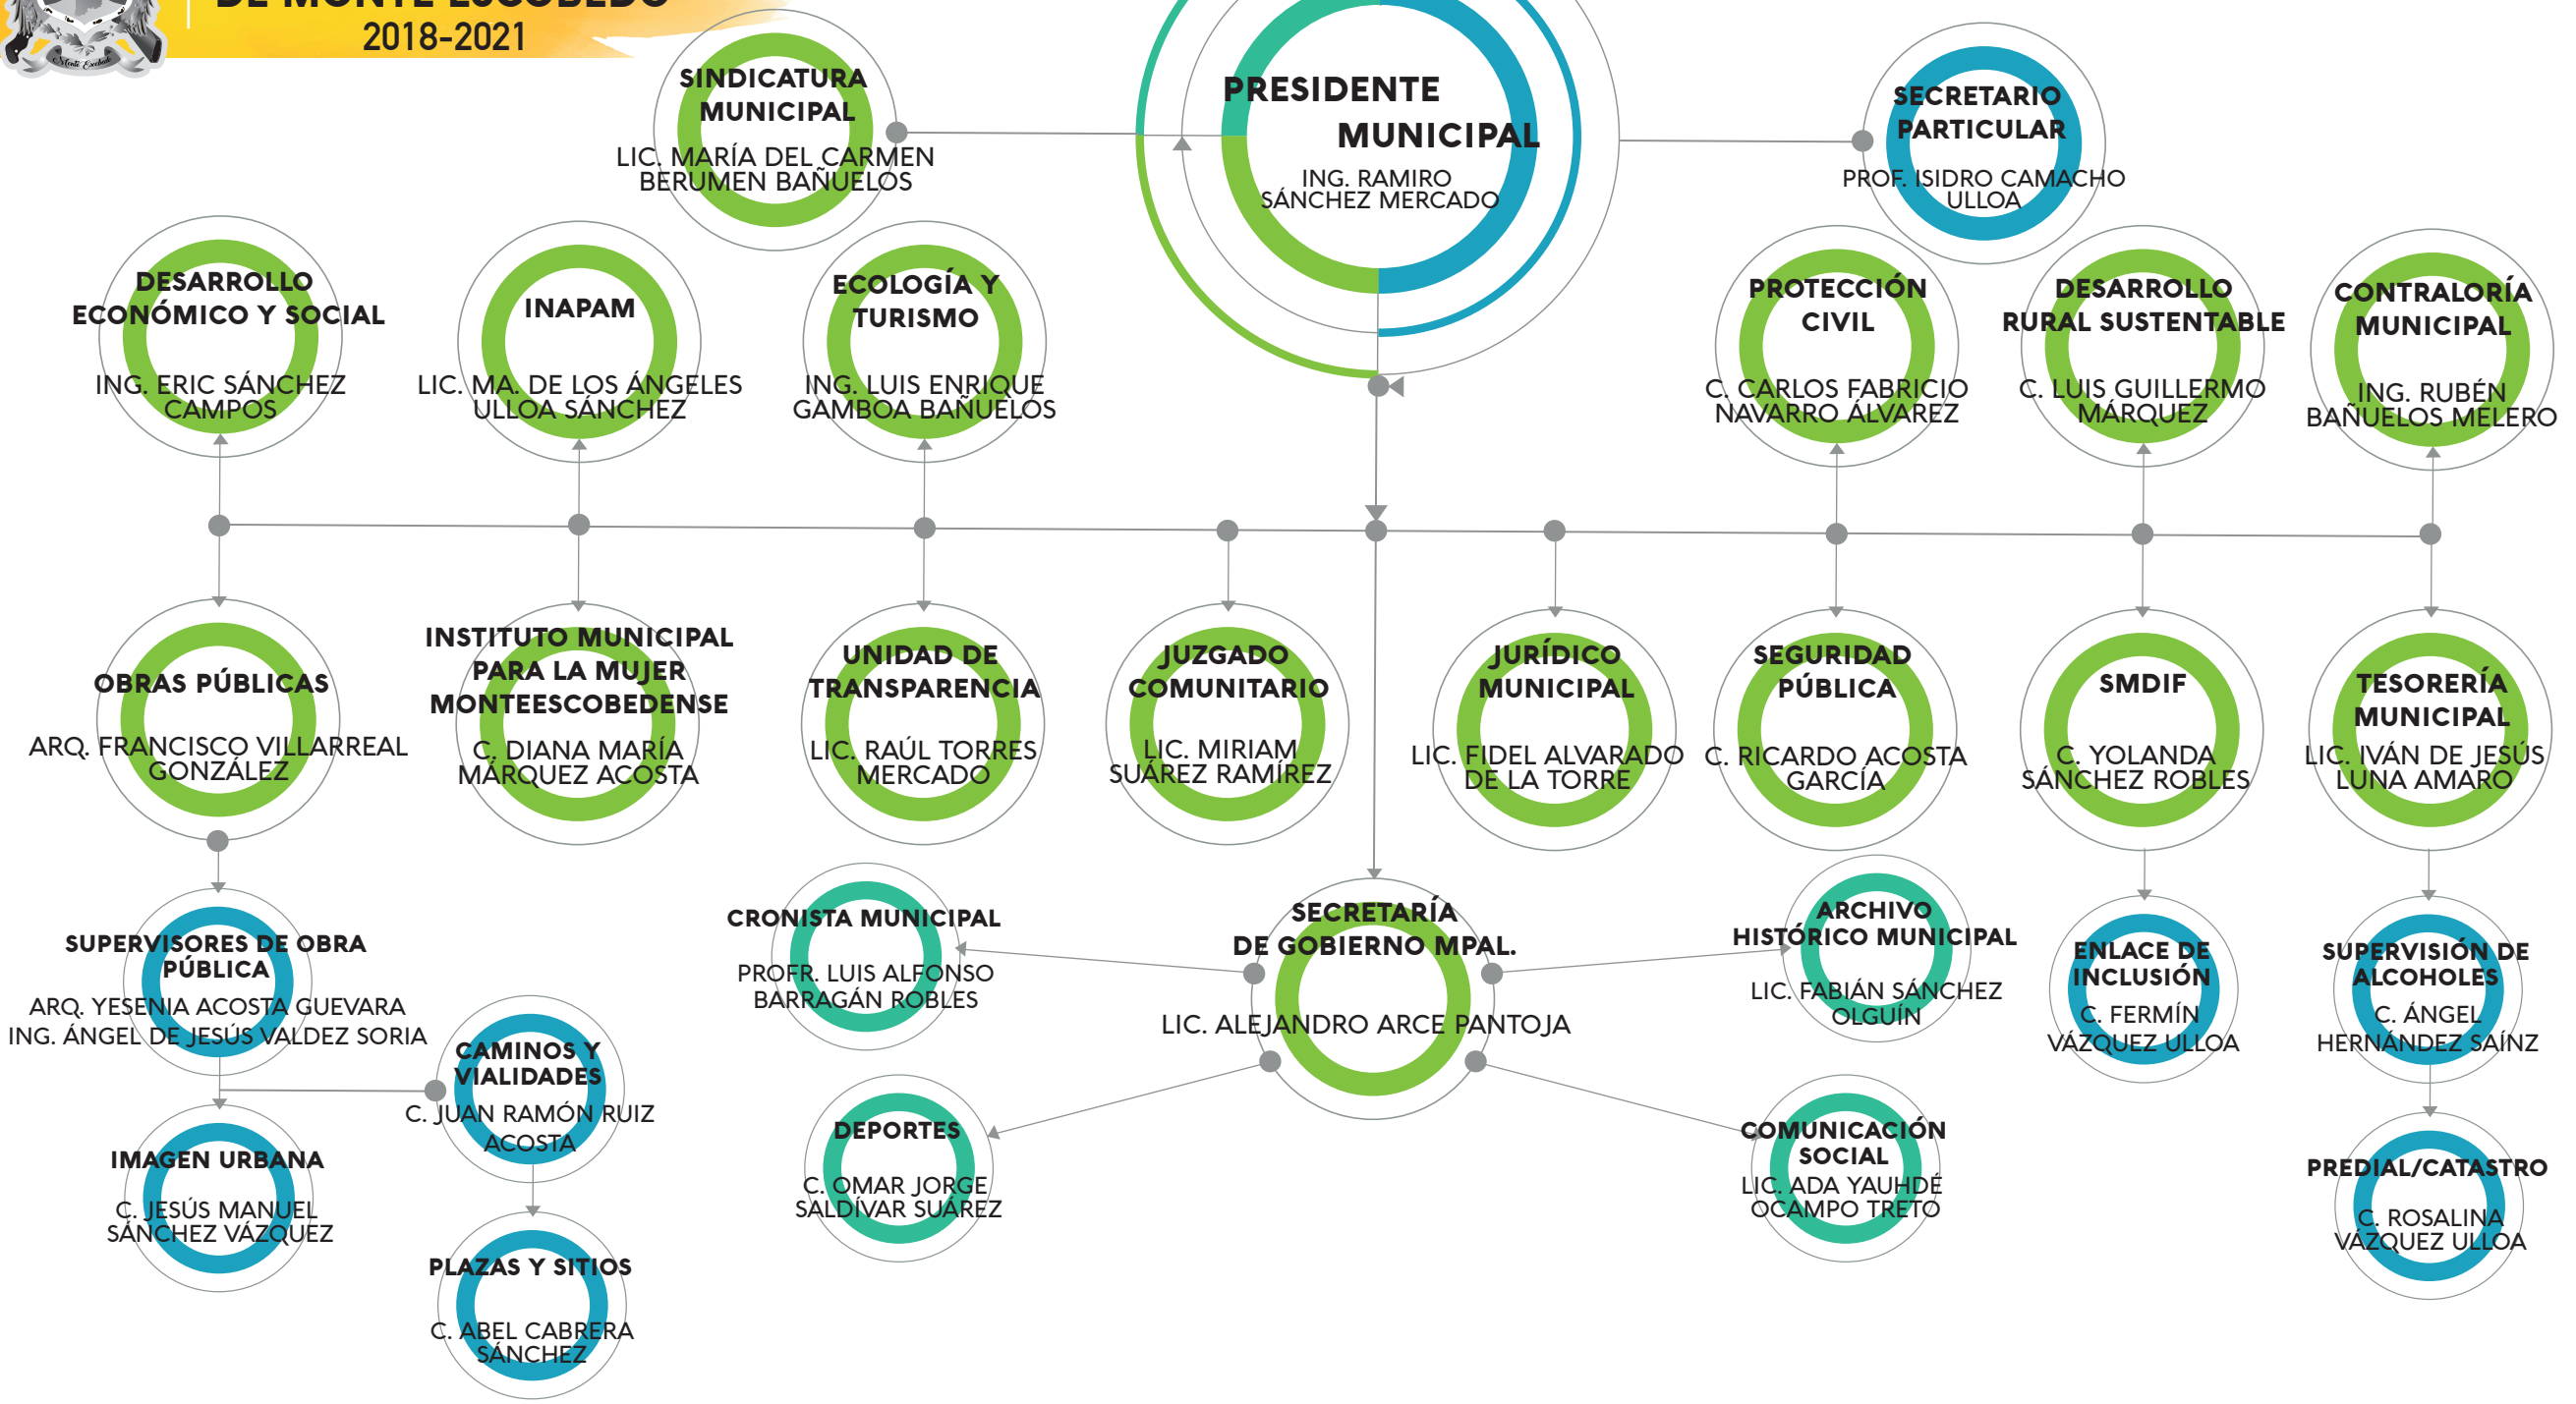 DE MONTE ESCOBEDO
2018-2021
Monte Escobedo
SINDICATURA
MUNICIPAL
LIC. MARÍA DEL CARMEN
BERUMEN BAÑUELOS
PRESIDENTE
MUNICIPAL
ING. RAMIRO
SÁNCHEZ MERCADO
SECRETARIO
PARTICULAR
PROF. ISIDRO CAMACHO
ULLOA
DESARROLLO
ECONÓMICO Y SOCIAL
ING. ERIC SÁNCHEZ
CAMPOS
INAPAM
LIC. MA. DE LOS ÁNGELES
ULLOA SÁNCHEZ
ECOLOGÍA Y
TURISMO
ING. LUIS ENRIQUE
GAMBOA BAÑUELOS
PROTECCIÓN
CIVIL
C. CARLOS FABRICIO
NAVARRO ÁLVAREZ
DESARROLLO
RURAL SUSTENTABLE
C. LUIS GUILLERMO
MÁRQUEZ
CONTRALORÍA
MUNICIPAL
ING. RUBÉN
BAÑUELOS MELERO
OBRAS PÚBLICAS
ARQ. FRANCISCO VILLARREAL
GONZÁLEZ
INSTITUTO MUNICIPAL
PARA LA MUJER
MONTEESCOBEDENSE
C. DIANA MARÍA
MÁRQUEZ ACOSTA
UNIDAD DE
TRANSPARENCIA
LIC. RAÚL TORRES
MERCADO
JUZGADO
COMUNITARIO
LIC. MIRIAM
SUÁREZ RAMÍREZ
JURÍDICO
MUNICIPAL
LIC. FIDEL ALVARADO
DE LA TORRE
SEGURIDAD
PÚBLICA
C. RICARDO ACOSTA
GARCÍA
SMDIF
C. YOLANDA
SÁNCHEZ ROBLES
TESORERÍA
MUNICIPAL
LIC. IVÁN DE JESÚS
LUNA AMARO
SUPERVISORES DE OBRA
PÚBLICA
ARQ. YESENIA ACOSTA GUEVARA
ING. ÁNGEL DE JESÚS VALDEZ SORIA
CRONISTA MUNICIPAL
PROFR. LUIS ALFONSO
BARRAGÁN ROBLES
SECRETARÍA
DE GOBIERNO MPAL.
LIC. ALEJANDRO ARCE PANTOJA
ARCHIVO
HISTÓRICO MUNICIPAL
LIC. FABIÁN SÁNCHEZ
OLGUÍN
ENLACE DE
INCLUSIÓN
C. FERMÍN
VÁZQUEZ ULLOA
SUPERVISIÓN DE
ALCOHOLES
C. ÁNGEL
HERNÁNDEZ SAÍNZ
CAMINOS Y
VIALIDADES
C. JUAN RAMÓN RUIZ
ACOSTA
IMAGEN URBANA
C. JESÚS MANUEL
SÁNCHEZ VÁZQUEZ
DEPORTES
C. OMAR JORGE
SALDÍVAR SUÁREZ
COMUNICACIÓN
SOCIAL
LIC. ADA YAUHDÉ
OCAMPO TRETO
PREDIAL/CATASTRO
C. ROSALINA
VÁZQUEZ ULLOA
PLAZAS Y SITIOS
C. ABEL CABRERA
SÁNCHEZ